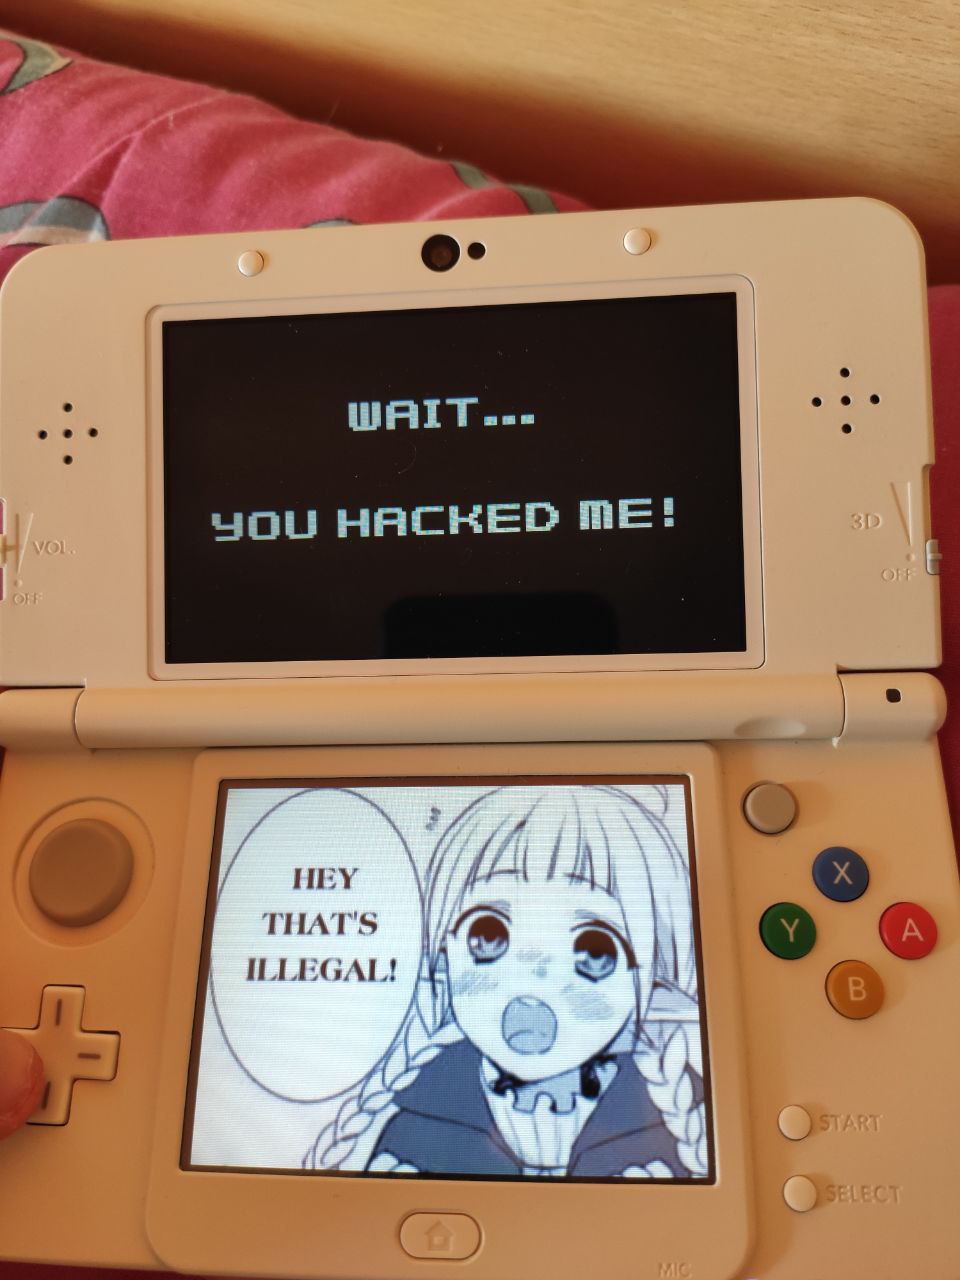 WAIT...
YOU HACKED ME!
VOL.
OFF
3D
OFF
HEY
THAT'S
ILLEGAL!
X
Y
A
B
START
SELECT
MIC